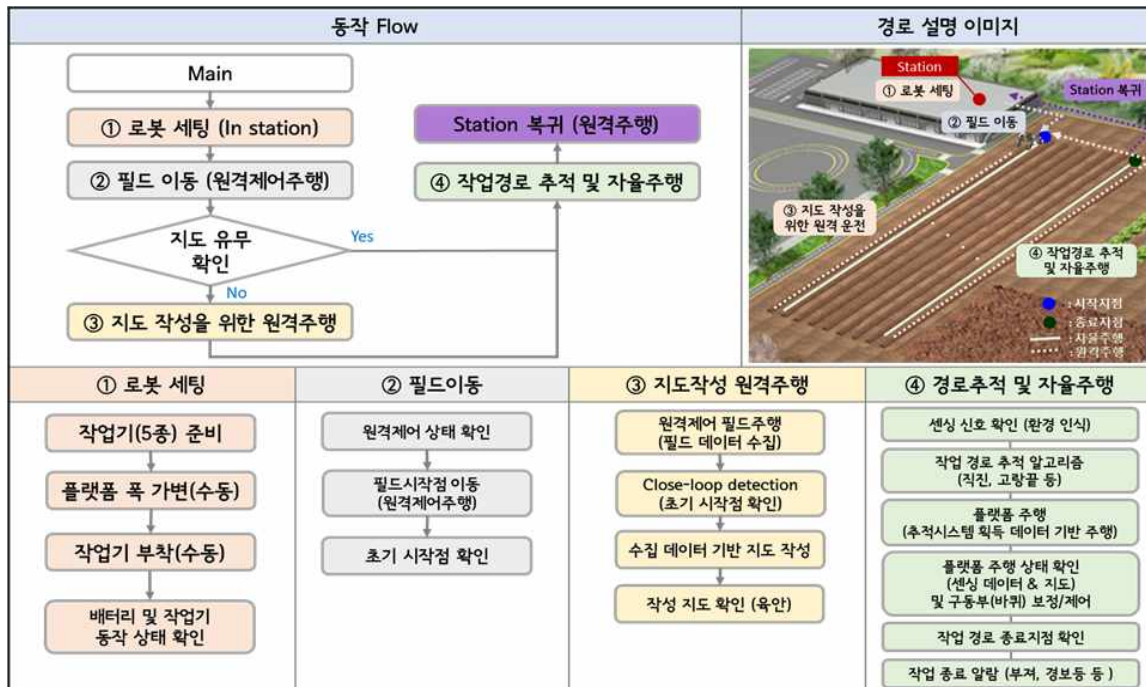 동작 Flow
Main
① 로봇 세팅 (In station)
② 필드 이동 (원격제어주행)
지도 유무
확인
Yes
No
③ 지도 작성을 위한 원격주행
Station 복귀 (원격주행)
④ 작업경로 추적 및 자율주행
경로 설명 이미지
Station
① 로봇 세팅
Station 복귀
② 필드 이동
③ 지도 작성을
위한 원격 운전
④ 작업경로 추적
및 자율주행
: 시작지점
: 종료지점
: 자율주행
: 원격주행
① 로봇 세팅
작업기(5종) 준비
플랫폼 폭 가변(수동)
작업기 부착(수동)
배터리 및 작업기
동작 상태 확인
② 필드이동
원격제어 상태 확인
필드시작점 이동
(원격제어주행)
초기 시작점 확인
③ 지도작성 원격주행
원격제어 필드주행
(필드 데이터 수집)
Close-loop detection
(초기 시작점 확인)
수집 데이터 기반 지도 작성
작성 지도 확인 (육안)
④ 경로추적 및 자율주행
센싱 신호 확인 (환경 인식)
작업 경로 추적 알고리즘
(직진, 고랑끝 등)
플랫폼 주행
(추적시스템 획득 데이터 기반 주행)
플랫폼 주행 상태 확인
(센싱 데이터 & 지도)
및 구동부(바퀴) 보정/제어
작업 경로 종료지점 확인
작업 종료 알람 (부져, 경보등 등 )